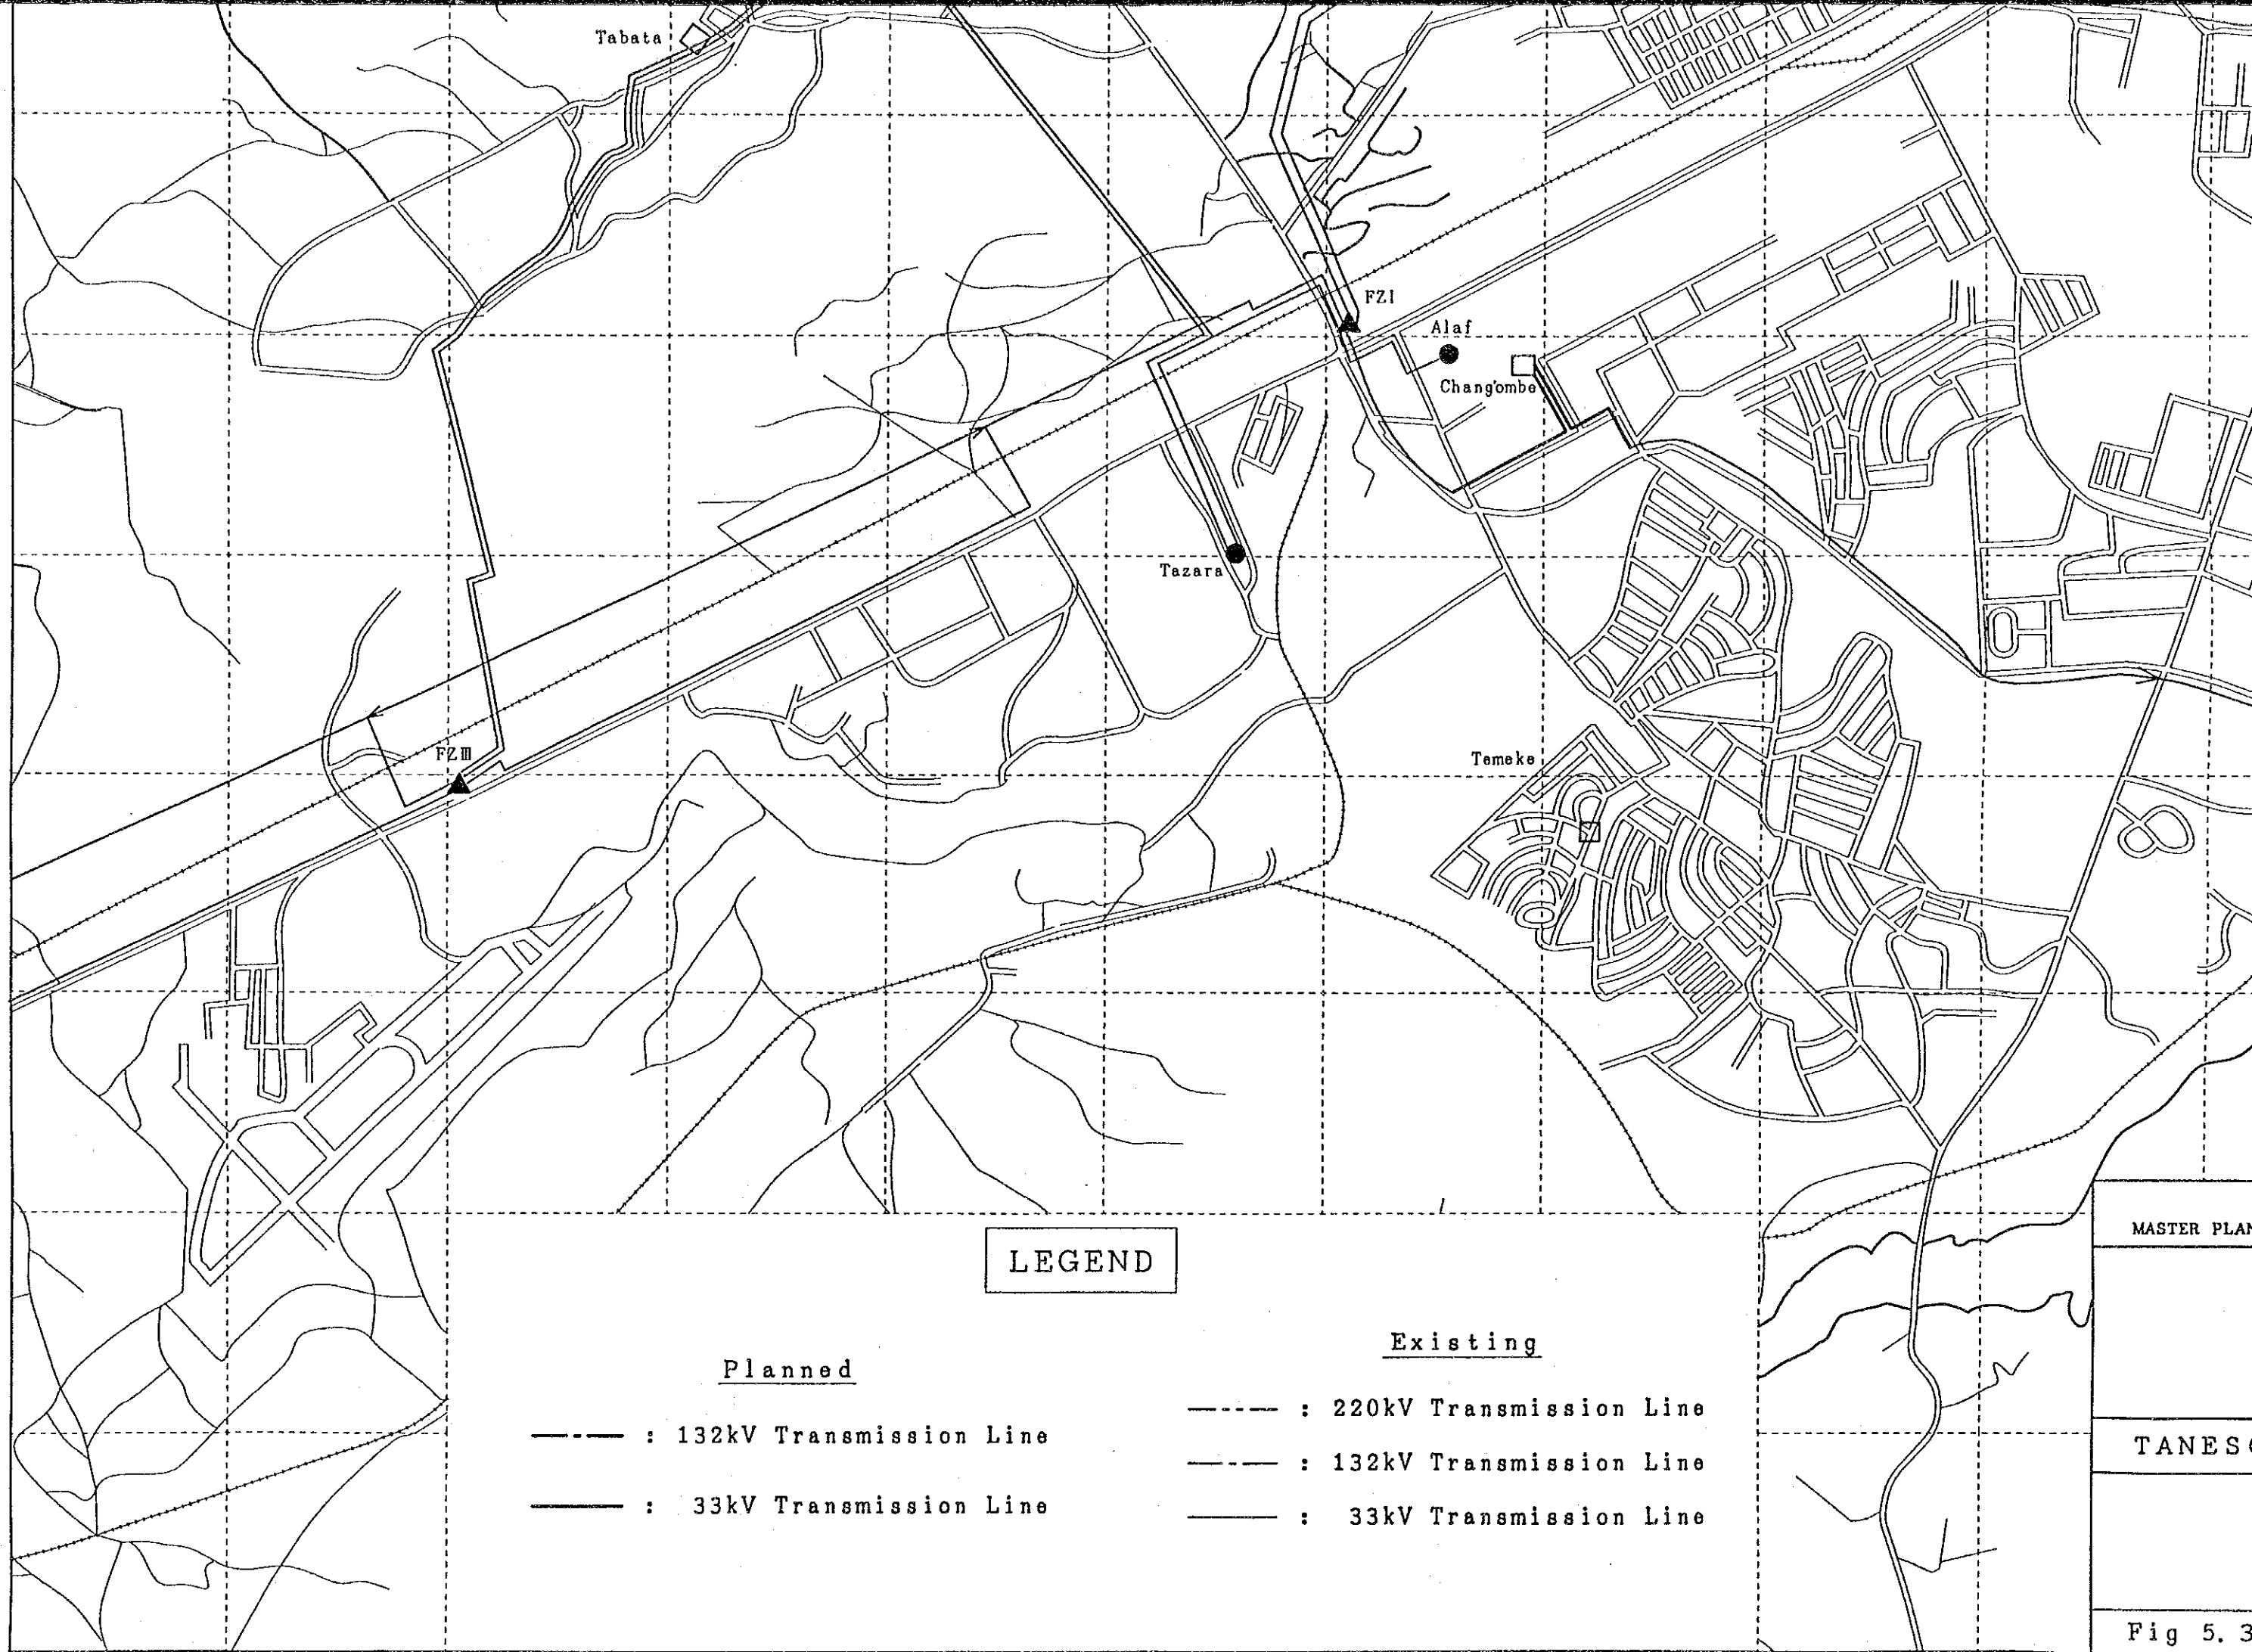 Tabata
FZⅠ
Alaf
Chang'ombe
Tazara
FZⅢ
Temeke
LEGEND
Planned
: 132kV Transmission Line
: 33kV Transmission Line
Existing
: 220kV Transmission Line
: 132kV Transmission Line
: 33kV Transmission Line
MASTER PLAN
TANES
Fig 5. 3